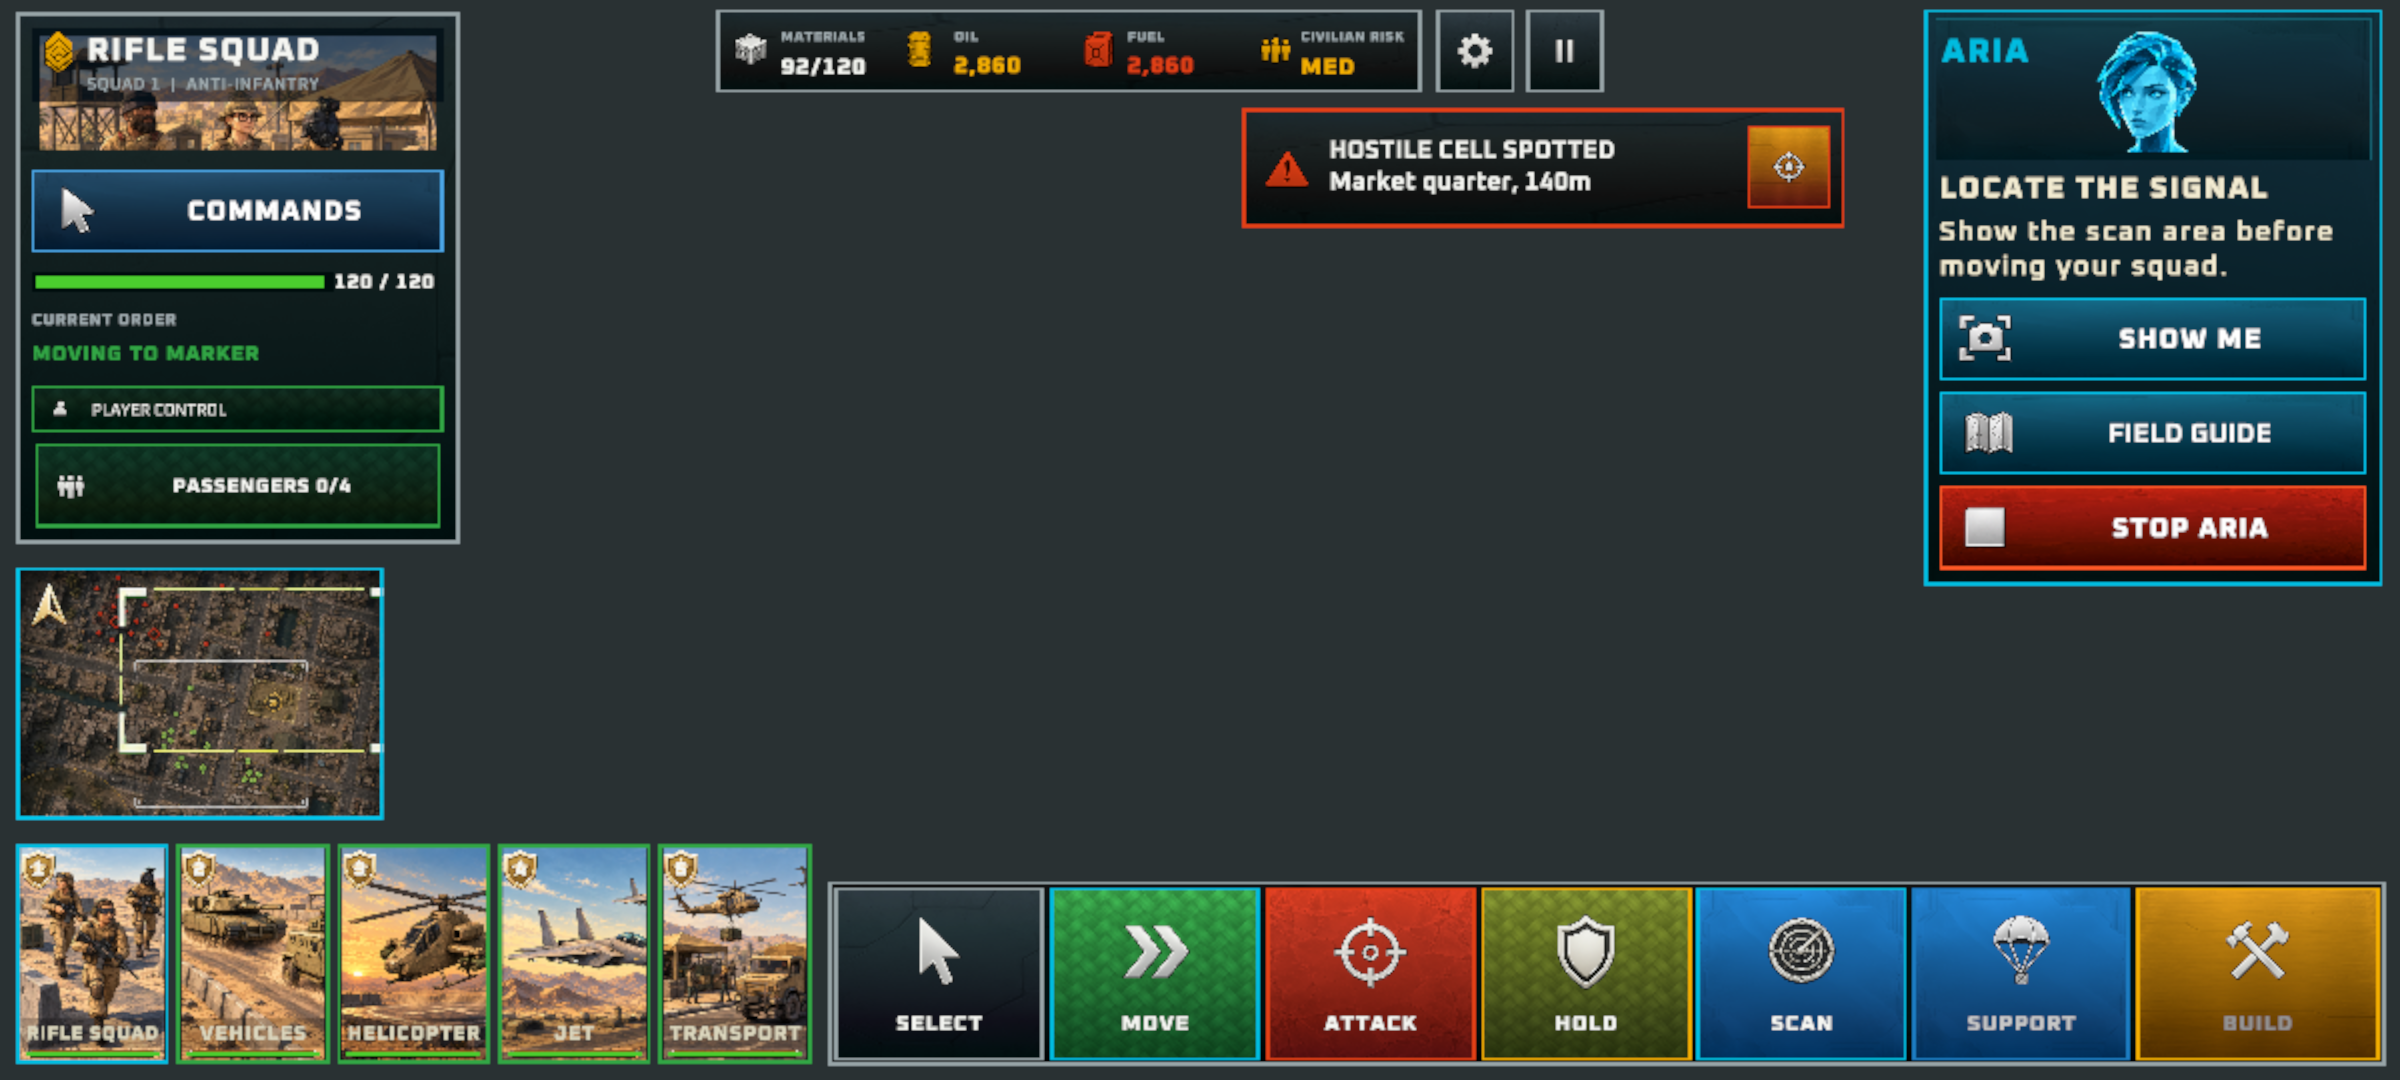 RIFLE SQUAD
SQUAD 1 | ANTI-INFANTRY
COMMANDS
120 / 120
CURRENT ORDER
MOVING TO MARKER
PLAYER CONTROL
PASSENGERS 0/4
MATERIALS
92/120
OIL
2,860
FUEL
2,860
CIVILIAN RISK
MED
HOSTILE CELL SPOTTED
Market quarter, 140m
ARIA
LOCATE THE SIGNAL
Show the scan area before
moving your squad.
SHOW ME
FIELD GUIDE
STOP ARIA
RIFLE SQUAD
VEHICLES
HELICOPTER
JET
TRANSPORT
SELECT
MOVE
ATTACK
HOLD
SCAN
SUPPORT
BUILD